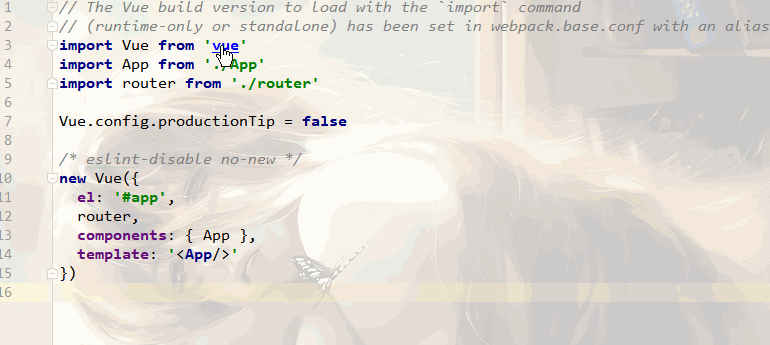 1 // The Vue build version to load with the `import` command
2 // (runtime-only or standalone) has been set in webpack.base.conf with an alias
3 import Vue from 'vue'
4 import App from './App'
5 import router from './router'
6
7 Vue.config.productionTip = false
8
9 /* eslint-disable no-new */
10 new Vue({
11 el: '#app',
12 router,
13 components: { App },
14 template: '<App/>'
15 })
16